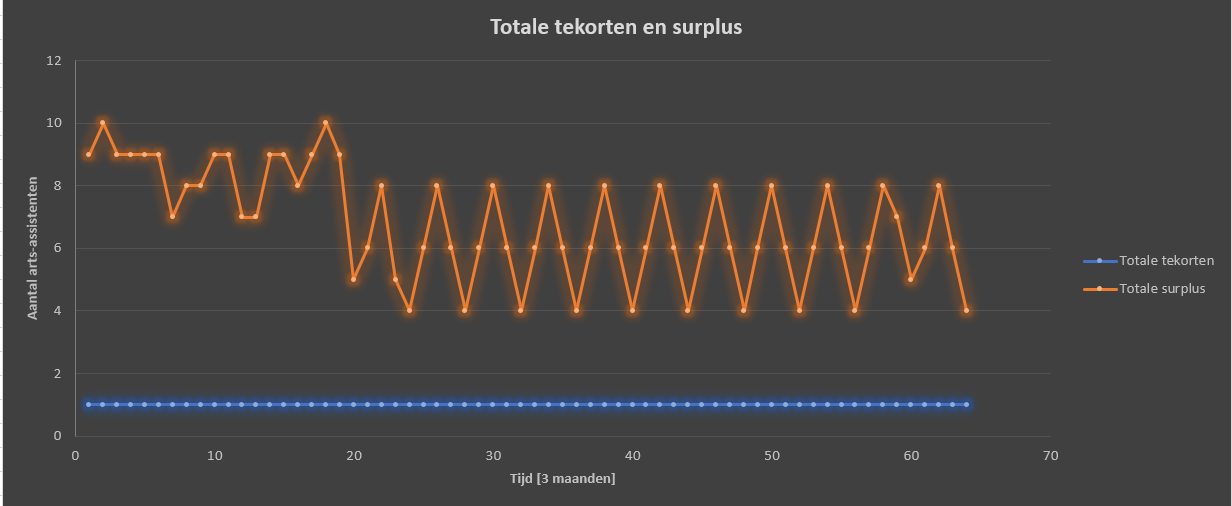 Totale tekorten en surplus
12
10
8
6
4
2
0
Aantal arts-assistenten
0 10 20 30 40 50 60 70
Tijd [3 maanden]
Totale tekorten
Totale surplus